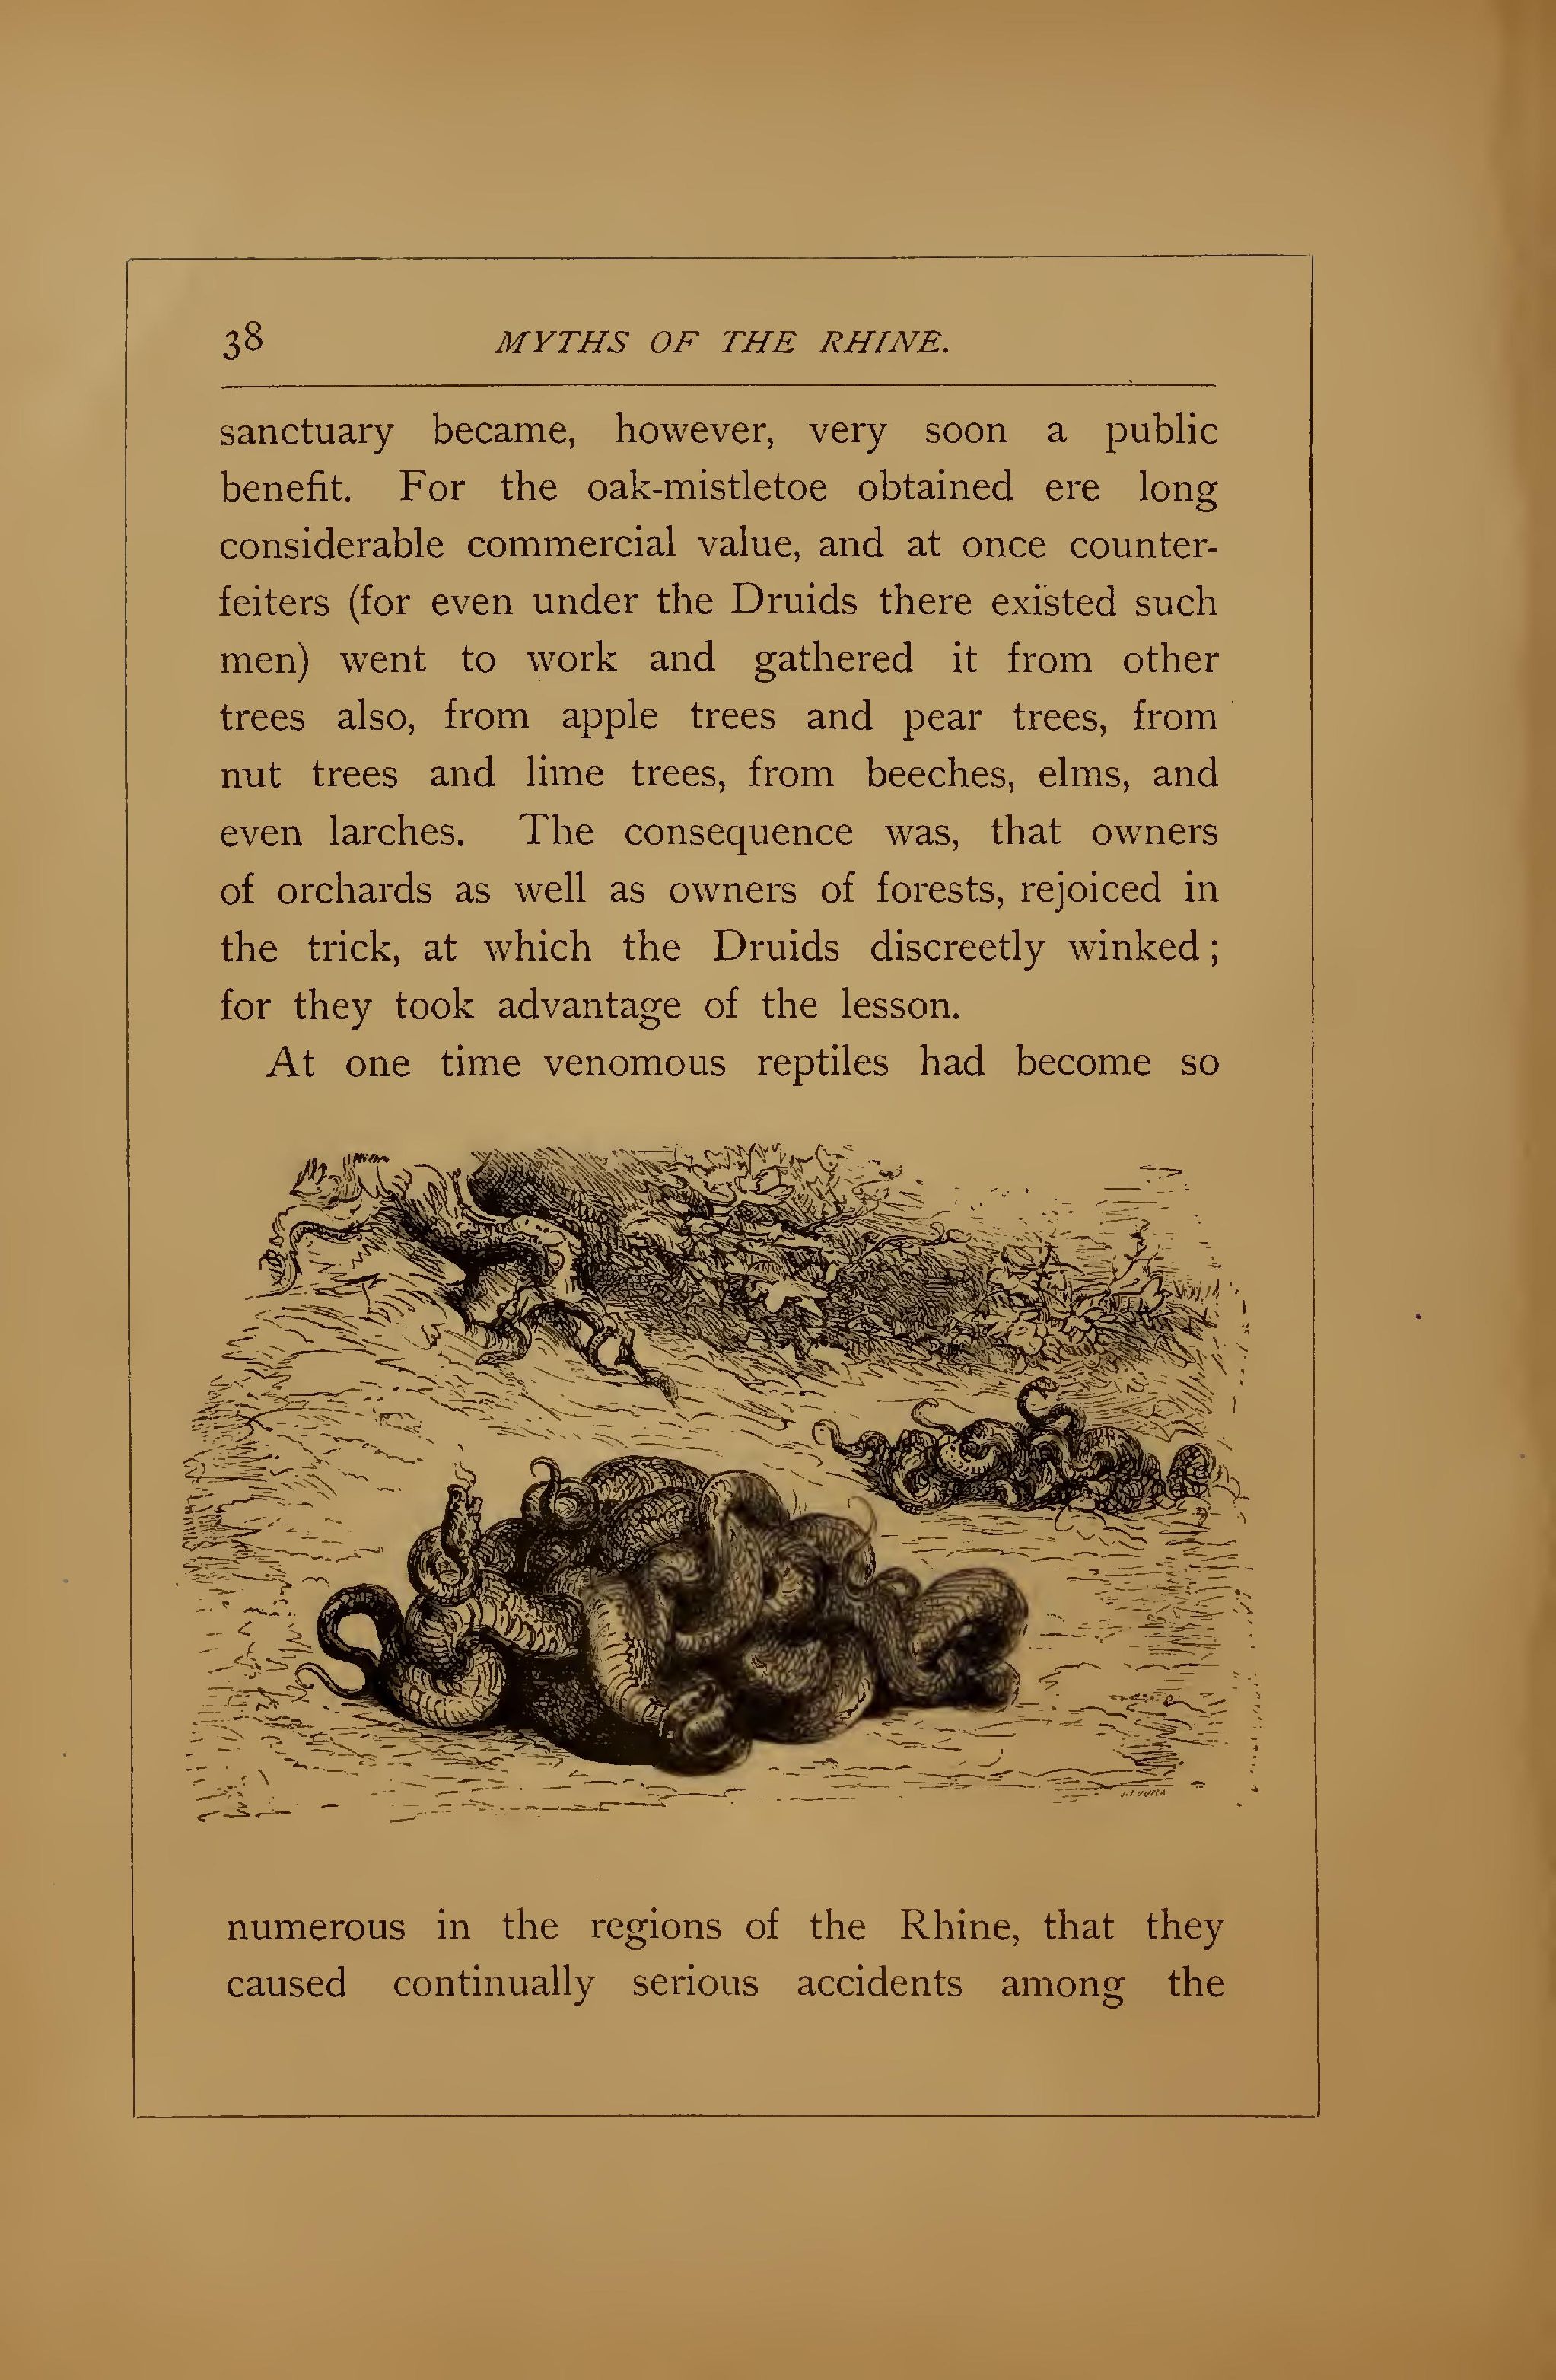 38
MYTHS OF THE RHINE.
sanctuary became, however, very soon a public
benefit. For the oak-mistletoe obtained ere long
considerable commercial value, and at once counter-
feiters (for even under the Druids there existed such
men) went to work and gathered it from other
trees also, from apple trees and pear trees, from
nut trees and lime trees, from beeches, elms, and
even larches. The consequence was, that owners
of orchards as well as owners of forests, rejoiced in
the trick, at which the Druids discreetly winked;
for they took advantage of the lesson.
At one time venomous reptiles had become so
numerous in the regions of the Rhine, that they
caused continually serious accidents among the